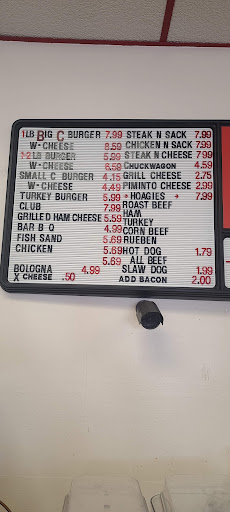 1LB BIG C BURGER 7.99
W-CHEESE 8.59
1-2 LB BURGER 5.99
W-CHEESE 6.59
SMALL C BURGER 4.15
W-CHEESE 4.49
TURKEY BURGER 5.99
CLUB 7.99
GRILLED HAM CHEESE 5.59
BAR B Q 4.99
FISH SAND 5.69
CHICKEN 5.69
5.69
BOLOGNA 4.99
X CHEESE .50
STEAK N SACK 7.99
CHICKEN N SACK 7.99
STEAK N CHEESE 7.99
CHUCKWAGON 4.59
GRILL CHEESE 2.75
PIMINTO CHEESE 2.99
+ HOAGIES + 7.99
ROAST BEEF
HAM
TURKEY
CORN BEEF
RUEBEN
HOT DOG 1.79
ALL BEEF
SLAW DOG 1.99
ADD BACON 2.00